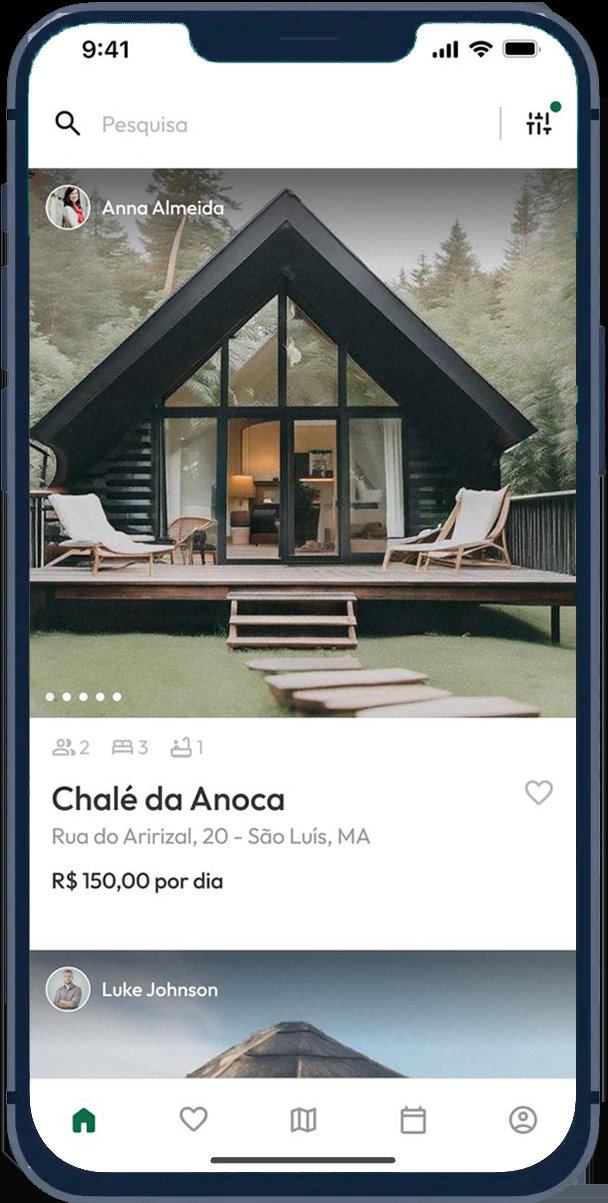 9:41
Pesquisa
Anna Almeida
2 3 1
Chalé da Anoca
Rua do Aririzal, 20 - São Luís, MA
R$ 150,00 por dia
Luke Johnson